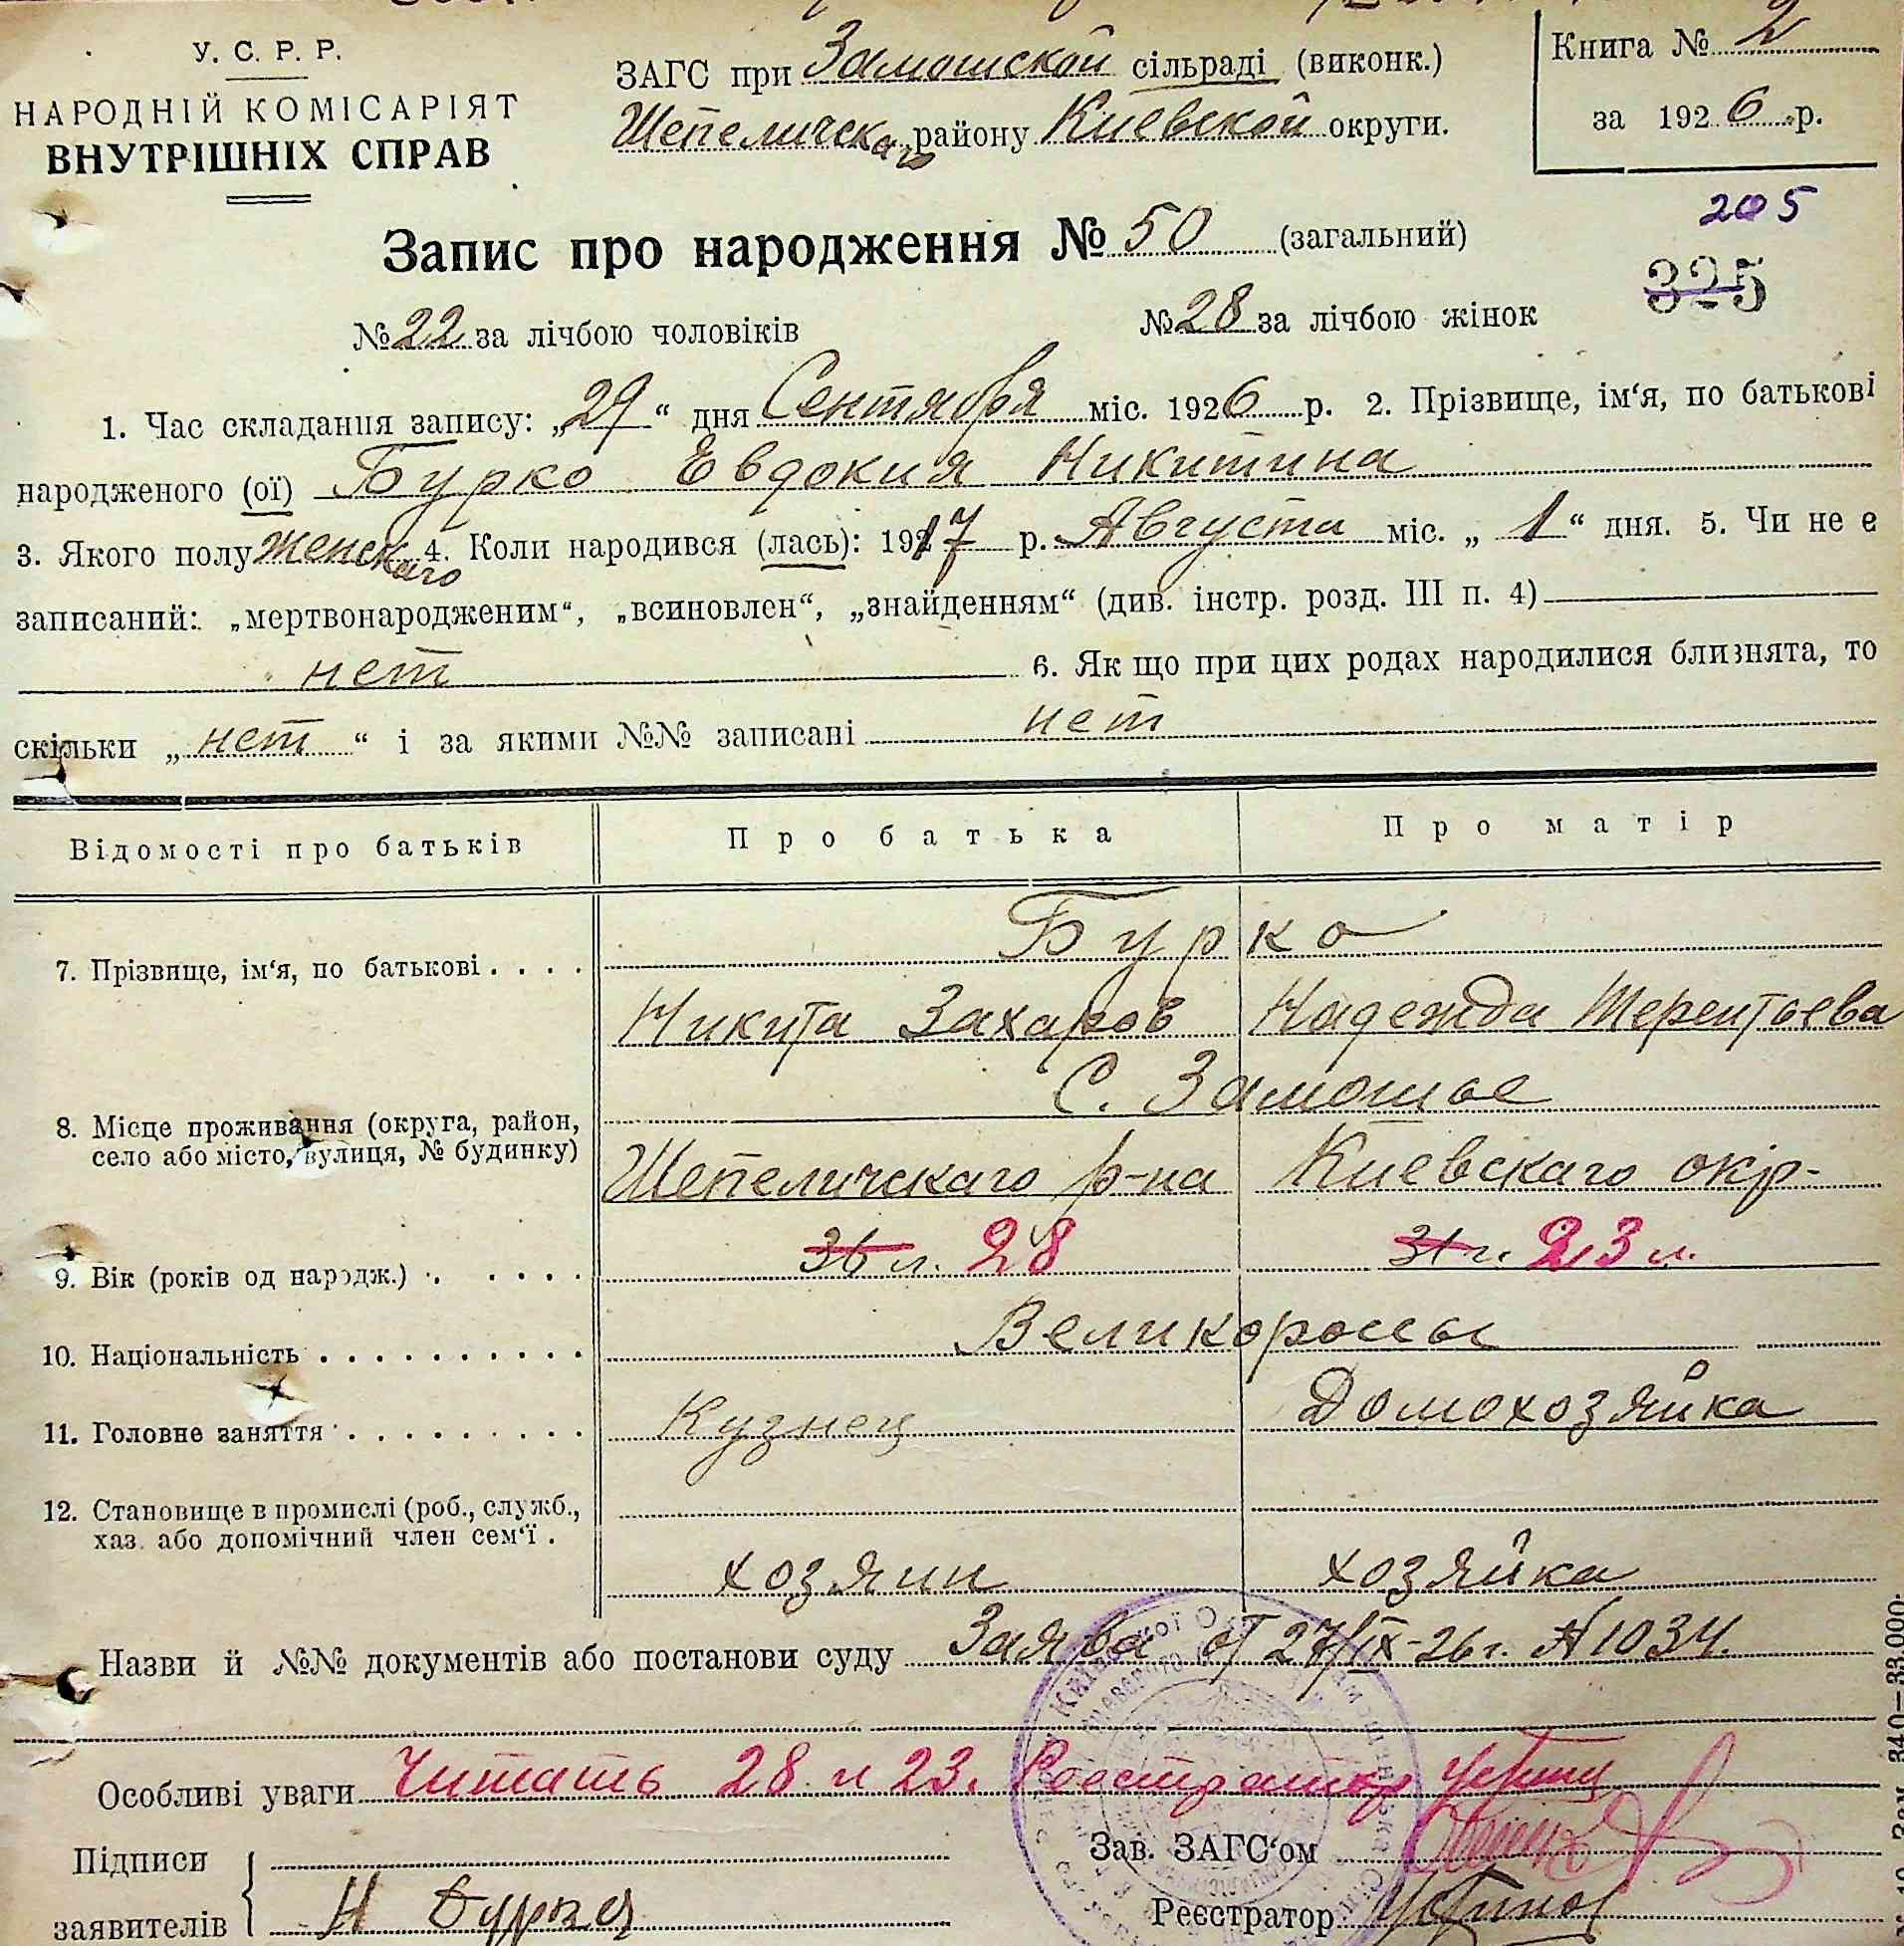 У. С. Р. Р.
НАРОДНІЙ КОМІСАРІЯТ
ВНУТРІШНІХ СПРАВ
ЗАГС при Замошской сільраді (виконк.)
Шепеличскаго району Киевской округи.
Книга № 2
за 1926 р.
205
325
Запис про народження № 50 (загальний)
№ 22 за лічбою чоловіків № 28 за лічбою жінок
1. Час складання запису: „29“ дня Сентября міс. 1926 р. 2. Прізвище, ім‘я, по батькові
народженого (ої) Бурко Евдокия Никитина
3. Якого полу женскаго 4. Коли народився (лась): 1917 р. Августа міс. „1“ дня. 5. Чи не є
записаний: „мертвонародженим“, „всиновлен“, „знайденням“ (див. інстр. розд. III п. 4)
нет 6. Як що при цих родах народилися близнята, то
скільки „нет“ і за якими №№ записані нет
Відомості про батьків Про батька Про матір
Бурко
7. Прізвище, ім‘я, по батькові . . . .
Никита Захаров Надежда Терентьева
С. Замошье
8. Місце проживання (округа, район,
село або місто, вулиця, № будинку)
Шепеличскаго р-на Киевскаго окр-
9. Вік (років од народж.) . . . . . 36 л. 28 31 г. 23 л.
10. Національність . . . . . . . . . . Великороссы
11. Головне заняття . . . . . . . . . Кузнец Домохозяйка
12. Становище в промислі (роб., служб.,
хаз. або допомічний член сем‘ї .
хозяин хозяйка
Назви й №№ документів або постанови суду Заява от 27/IX-26 г. № 1034.
Особливі уваги Читать 28 и 23. Реестратор
Підписи Зав. ЗАГС‘ом
заявителів Н Бурко Реєстратор
340—33.000.